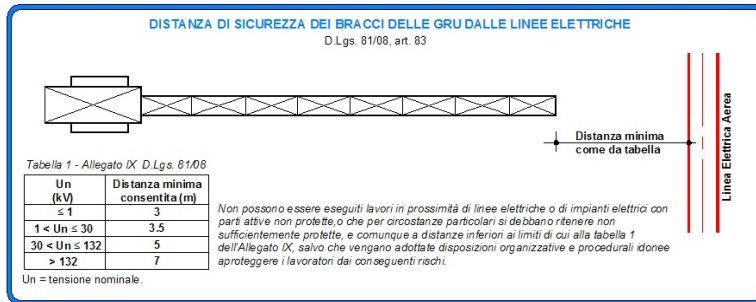 DISTANZA DI SICUREZZA DEI BRACCI DELLE GRU DALLE LINEE ELETTRICHE
D.Lgs. 81/08, art. 83
Distanza minima
come da tabella
Linea Elettrica Aerea
Tabella 1 - Allegato IX D.Lgs. 81/08
Un
(kV)
Distanza minima
consentita (m)
≤ 1
3
1 < Un ≤ 30
3.5
30 < Un ≤ 132
5
> 132
7
Un = tensione nominale.
Non possono essere eseguiti lavori in prossimità di linee elettriche o di impianti elettrici con
parti attive non protette, o che per circostanze particolari si debbano ritenere non
sufficientemente protette, e comunque a distanze inferiori ai limiti di cui alla tabella 1
dell'Allegato IX, salvo che vengano adottate disposizioni organizzative e procedurali idonee
aproteggere i lavoratori dai conseguenti rischi.